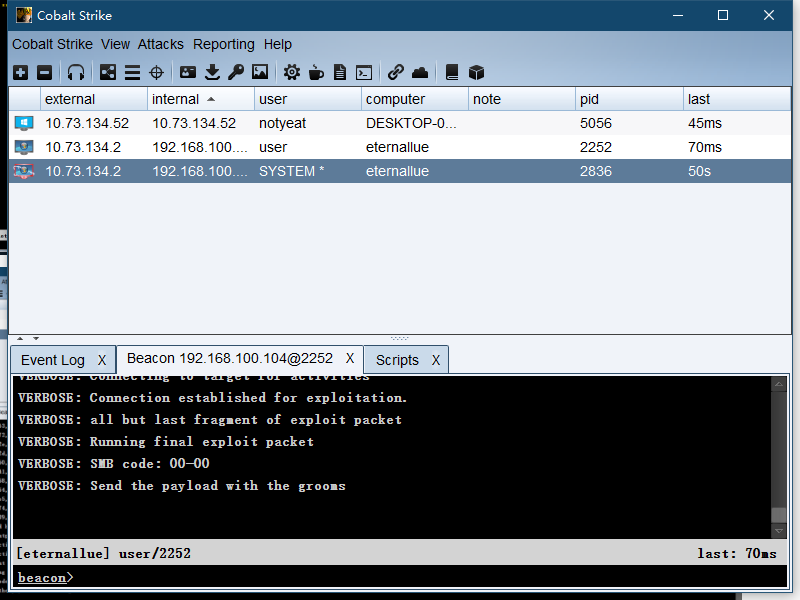 Cobalt Strike
Cobalt Strike View Attacks Reporting Help
external internal user computer note pid last
10.73.134.52 10.73.134.52 notyeat DESKTOP-0... 5056 45ms
10.73.134.2 192.168.100.... user eternallue 2252 70ms
10.73.134.2 192.168.100.... SYSTEM * eternallue 2836 50s
Event Log X Beacon 192.168.100.104@2252 X Scripts X
VERBOSE: Connecting to target for activities
VERBOSE: Connection established for exploitation.
VERBOSE: all but last fragment of exploit packet
VERBOSE: Running final exploit packet
VERBOSE: SMB code: 00-00
VERBOSE: Send the payload with the grooms
[eternallue] user/2252 last: 70ms
beacon>